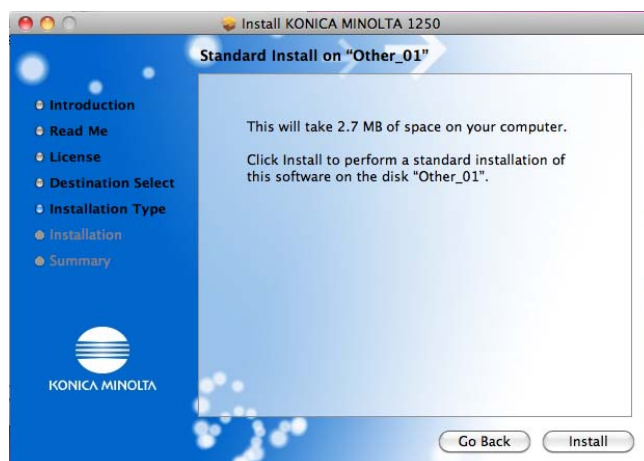 Install KONICA MINOLTA 1250
Standard Install on “Other_01”
Introduction
Read Me
License
Destination Select
Installation Type
Installation
Summary
This will take 2.7 MB of space on your computer.
Click Install to perform a standard installation of
this software on the disk “Other_01”.
KONICA MINOLTA
Go Back
Install